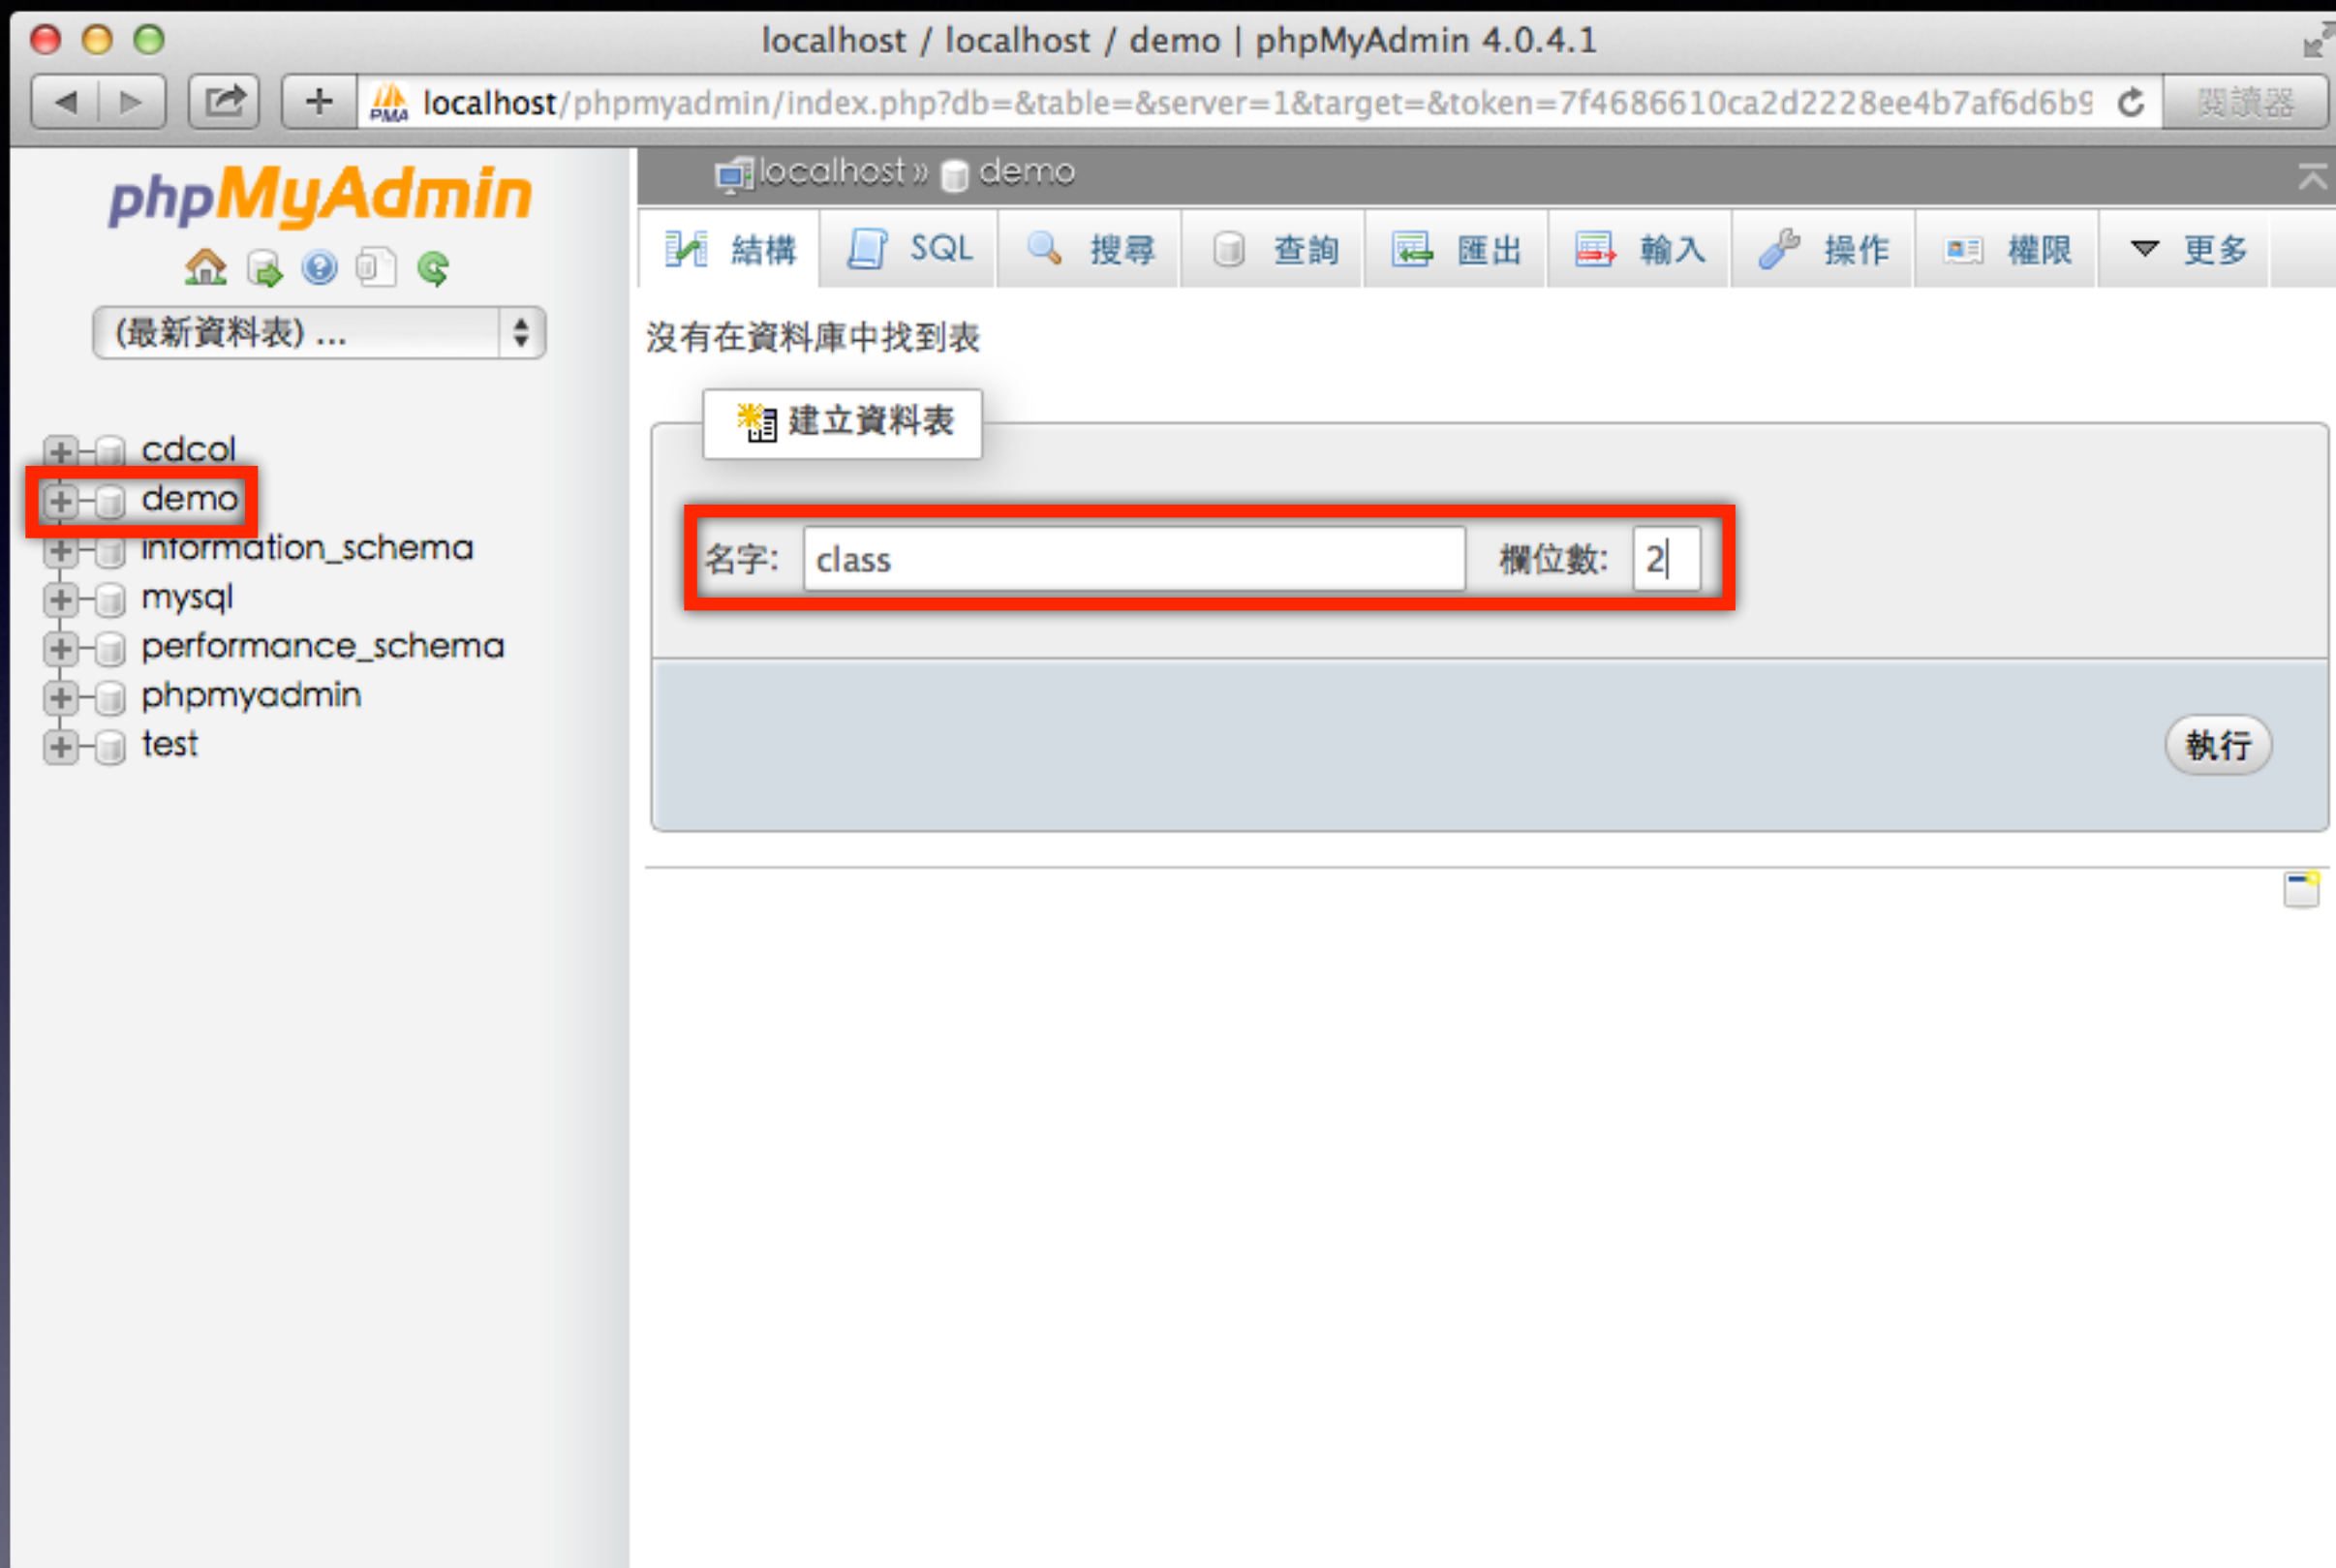 localhost / localhost / demo | phpMyAdmin 4.0.4.1
PMA localhost/phpmyadmin/index.php?db=&table=&server=1&target=&token=7f4686610ca2d2228ee4b7af6d6b9 閱讀器
phpMyAdmin
(最新資料表) ...
cdcol
demo
information_schema
mysql
performance_schema
phpmyadmin
test
localhost » demo
結構 SQL 搜尋 查詢 匯出 輸入 操作 權限 更多
沒有在資料庫中找到表
建立資料表
名字: class 欄位數: 2
執行